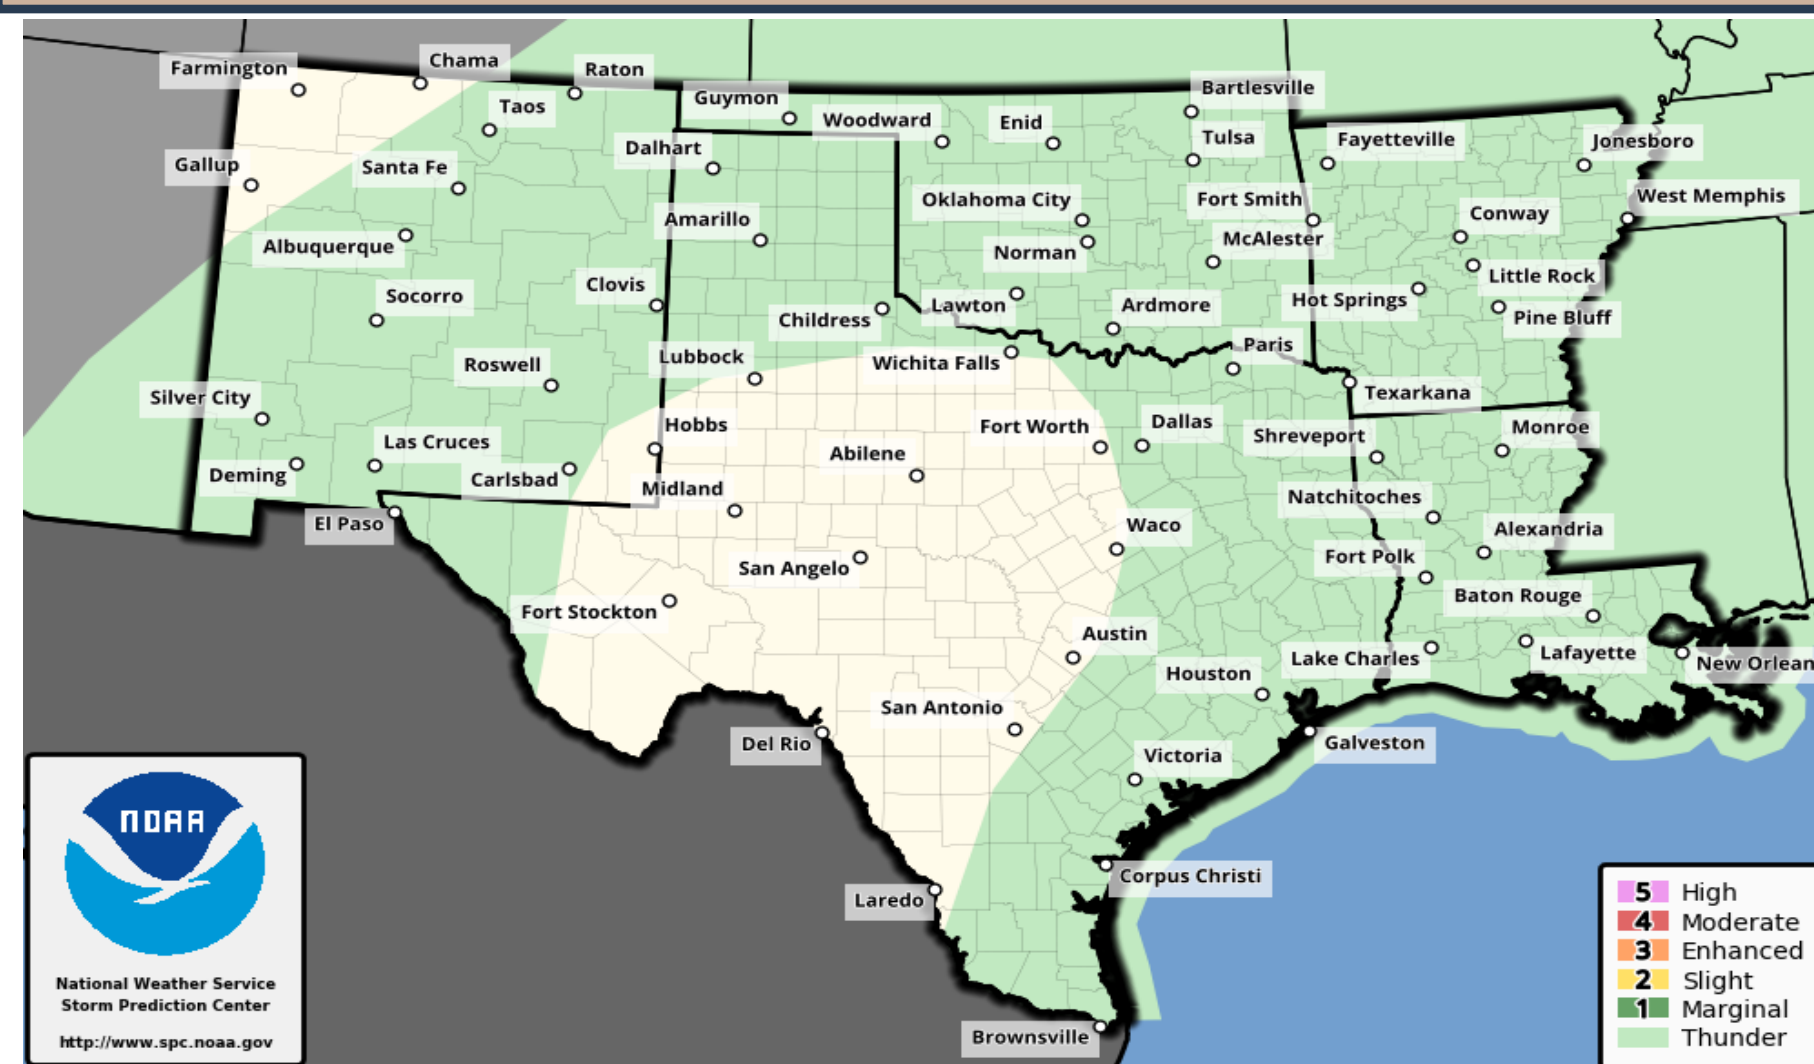 Farmington
Chama
Raton
Taos
Guymon
Woodward
Enid
Bartlesville
Tulsa
Fayetteville
Jonesboro
Gallup
Santa Fe
Dalhart
Oklahoma City
Fort Smith
Conway
West Memphis
Albuquerque
Amarillo
Norman
McAlester
Little Rock
Socorro
Clovis
Childress
Lawton
Ardmore
Hot Springs
Pine Bluff
Roswell
Lubbock
Wichita Falls
Paris
Texarkana
Silver City
Las Cruces
Hobbs
Fort Worth
Dallas
Shreveport
Monroe
Deming
Carlsbad
Midland
Abilene
Natchitoches
El Paso
San Angelo
Waco
Fort Polk
Alexandria
Fort Stockton
Austin
Baton Rouge
Houston
Lake Charles
Lafayette
New Orlean
Del Rio
San Antonio
Victoria
Galveston
Laredo
Corpus Christi
Brownsville
NOAA
National Weather Service
Storm Prediction Center
http://www.spc.noaa.gov
5 High
4 Moderate
3 Enhanced
2 Slight
1 Marginal
Thunder